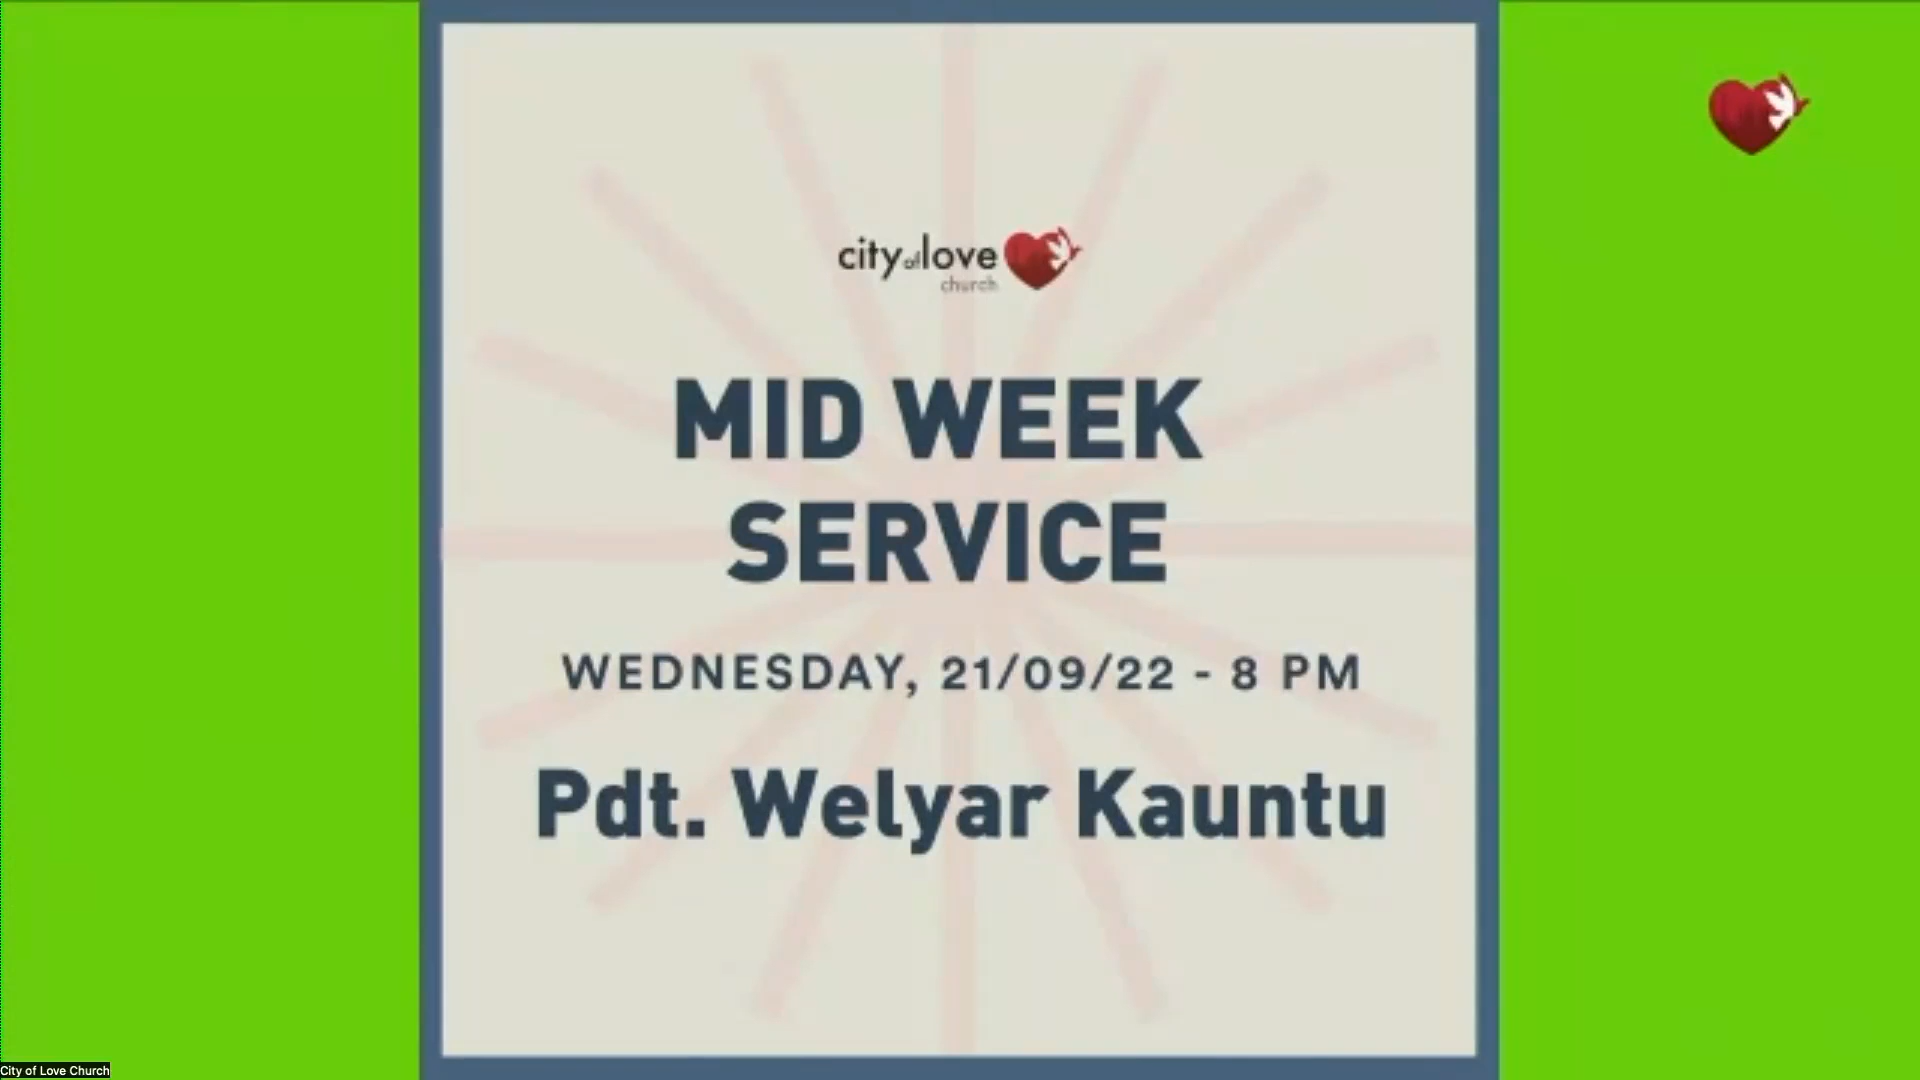 city of love
church
MID WEEK
SERVICE
WEDNESDAY, 21/09/22 - 8 PM
Pdt. Welyar Kauntu
City of Love Church